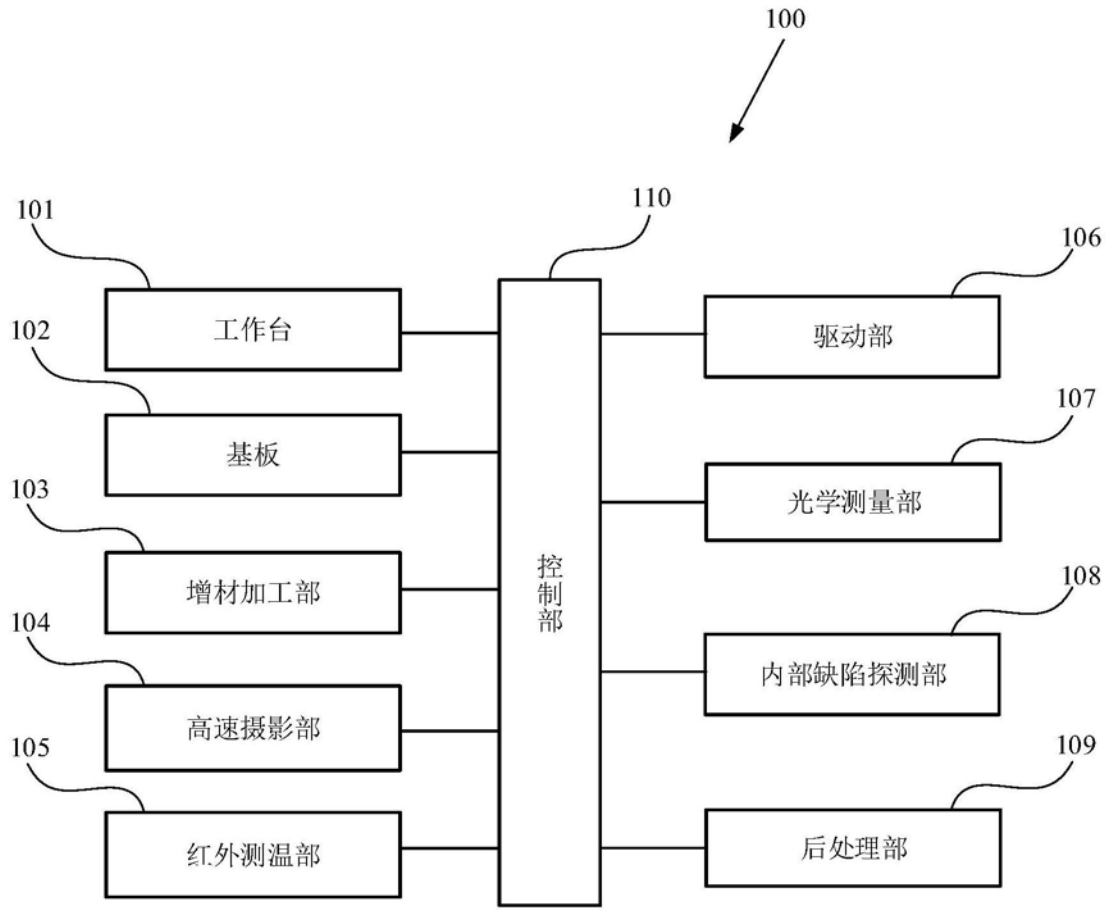 100
101
110
106
工作台
驱动部
102
基板
107
光学测量部
103
增材加工部
控制部
104
108
高速摄影部
内部缺陷探测部
105
109
红外测温部
后处理部